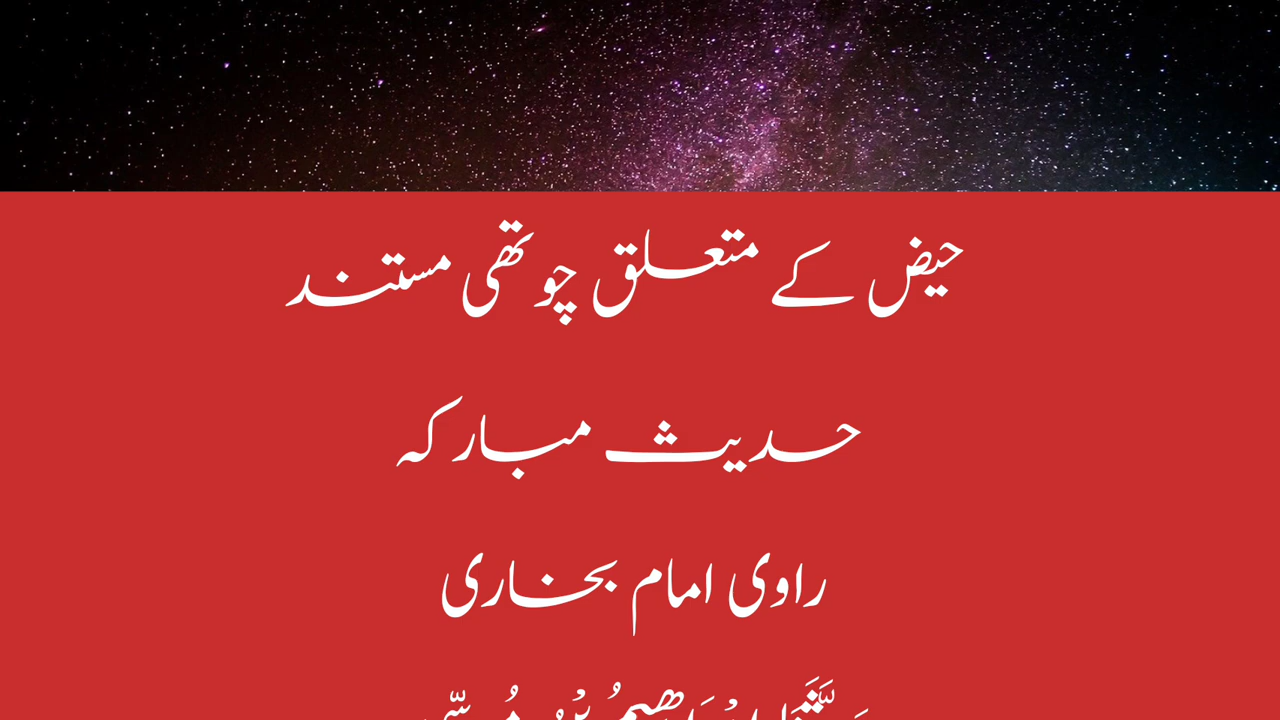 حیض کے متعلق چوتھی مستند
حدیث مبارکہ
راوی امام بخاری